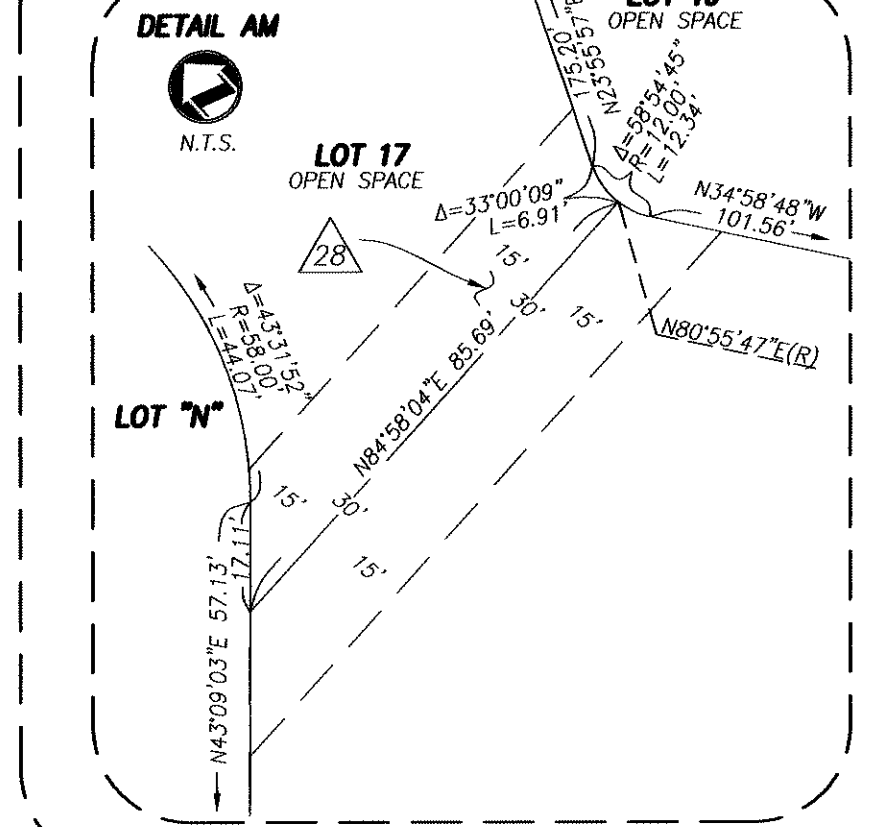 DETAIL AM
N.T.S.
OPEN SPACE
175.20'
N23°55'57"E
Δ=58°54'45"
R=12.00'
L=12.34'
LOT 17
OPEN SPACE
Δ=33°00'09"
L=6.91'
N34°58'48"W
101.56'
28
15'
30'
15'
N80°55'47"E(R)
Δ=43°31'52"
R=58.00'
L=44.07'
LOT "N"
N84°58'04"E 85.69'
15'
30'
15'
17.11'
N43°09'03"E 57.13'